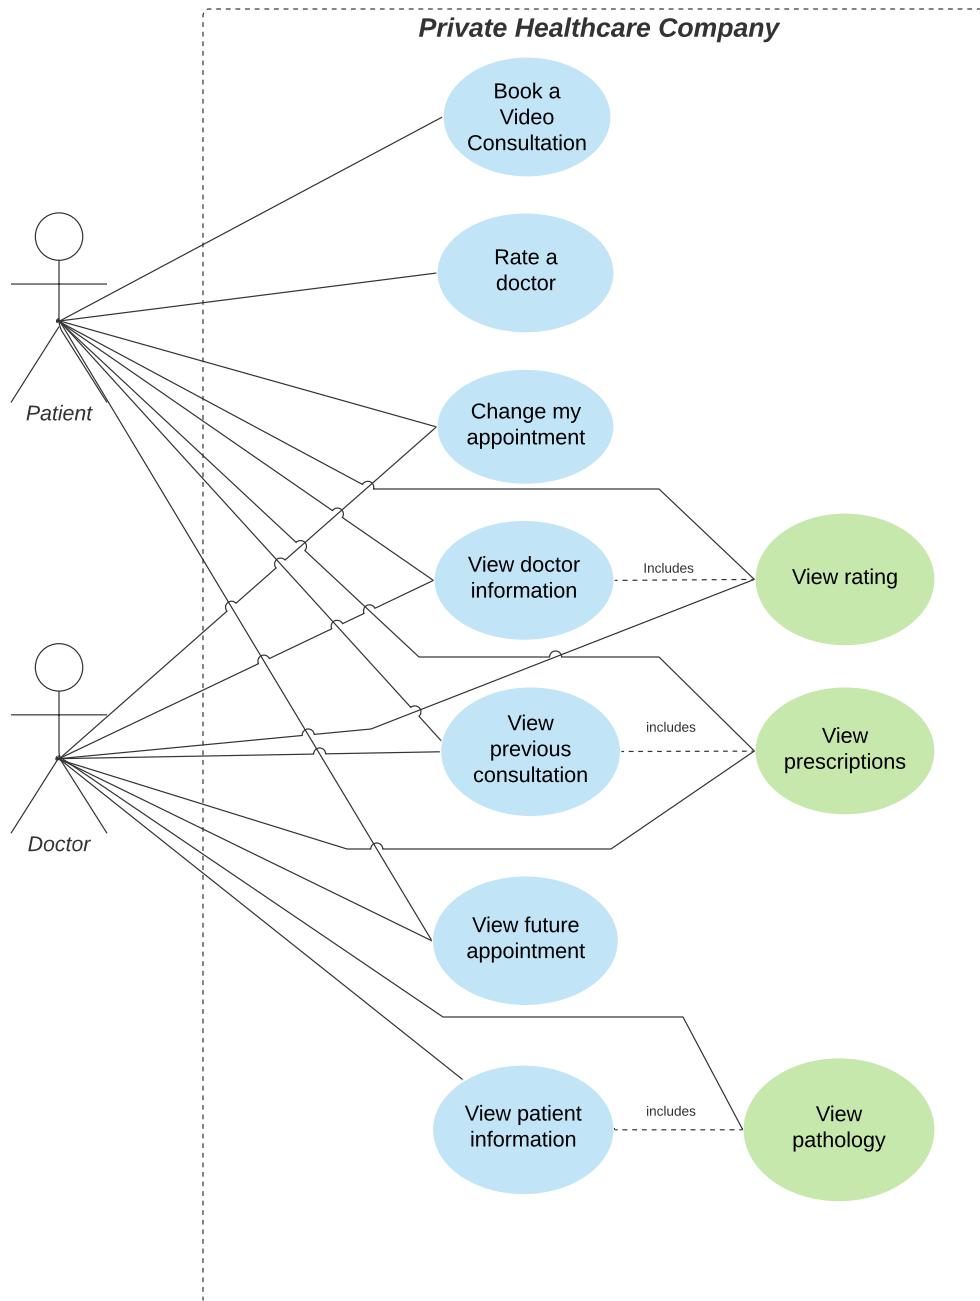 Private Healthcare Company
Book a
Video
Consultation
Rate a
doctor
Patient
Change my
appointment
View doctor
information
Includes
View rating
View
previous
consultation
includes
View
prescriptions
Doctor
View future
appointment
View patient
information
includes
View
pathology